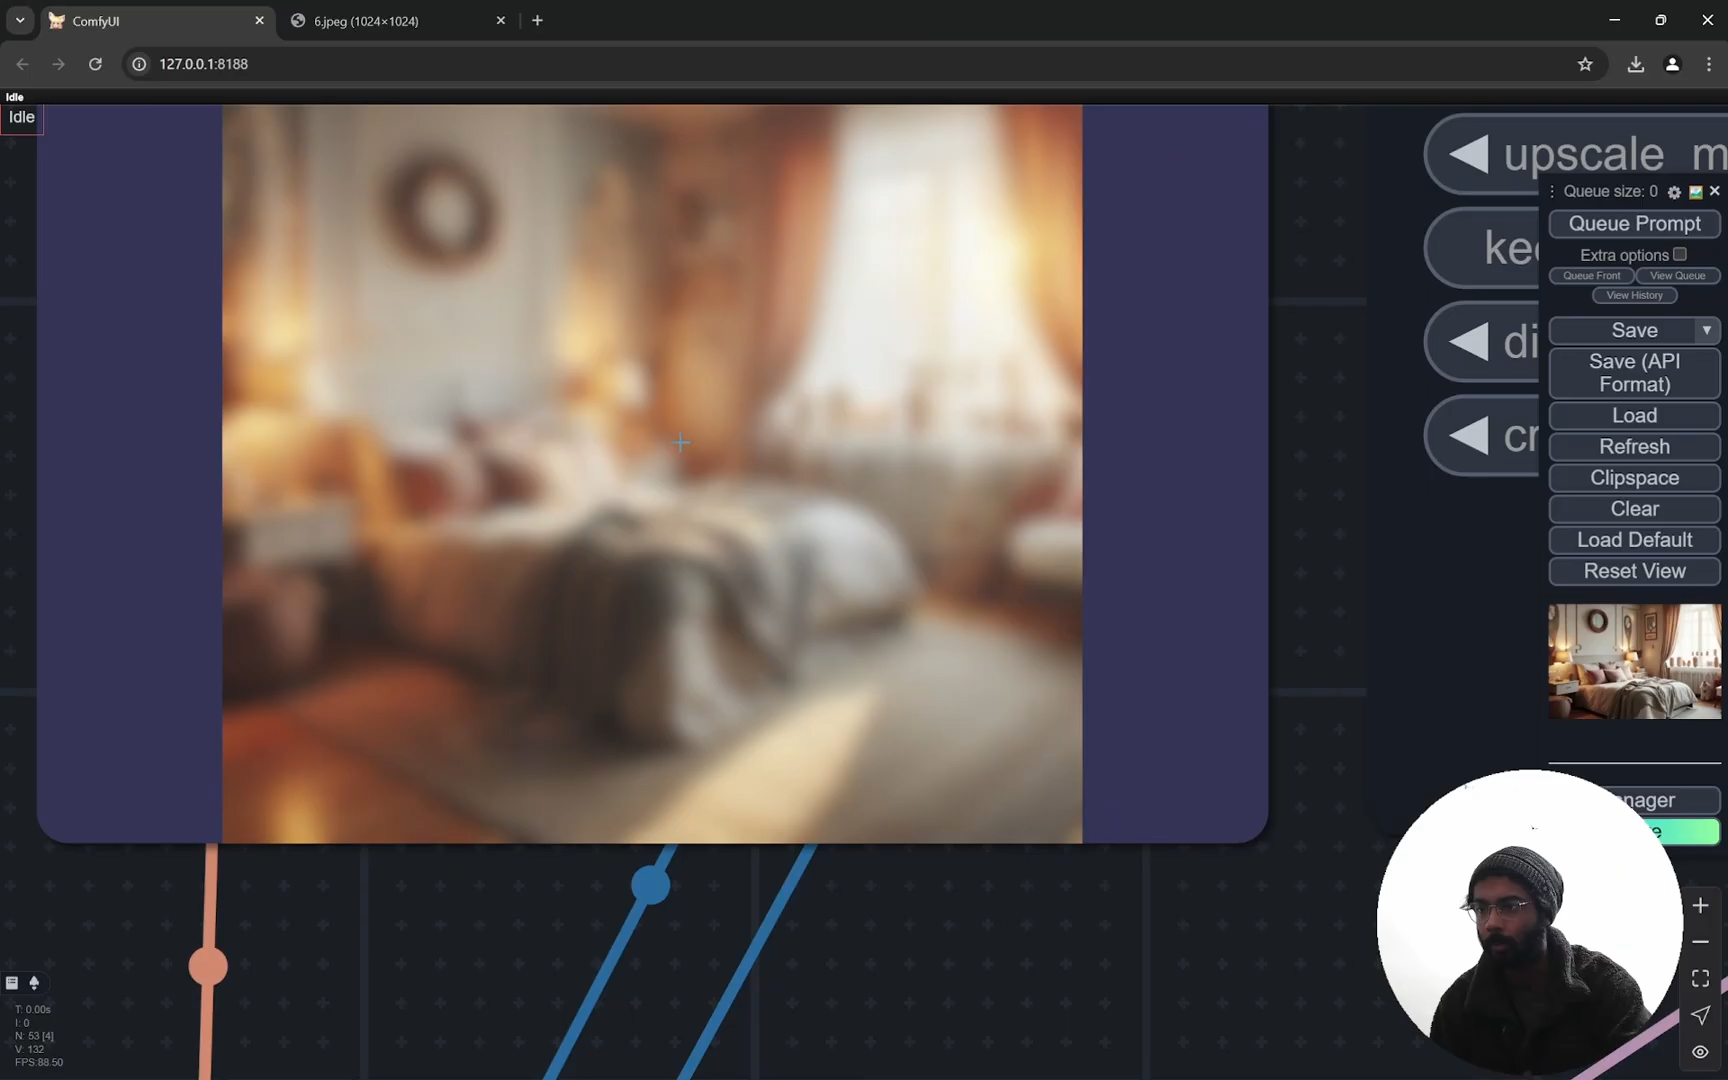 ComfyUI
6.jpeg (1024×1024)
127.0.0.1:8188
Idle
Idle
upscale m
Queue size: 0
Queue Prompt
Extra options
Queue Front
View Queue
View History
Save
Save (API
Format)
Load
Refresh
Clipspace
Clear
Load Default
Reset View
nager
T: 0.00s
I: 0
N: 53 [4]
V: 132
FPS:88.50